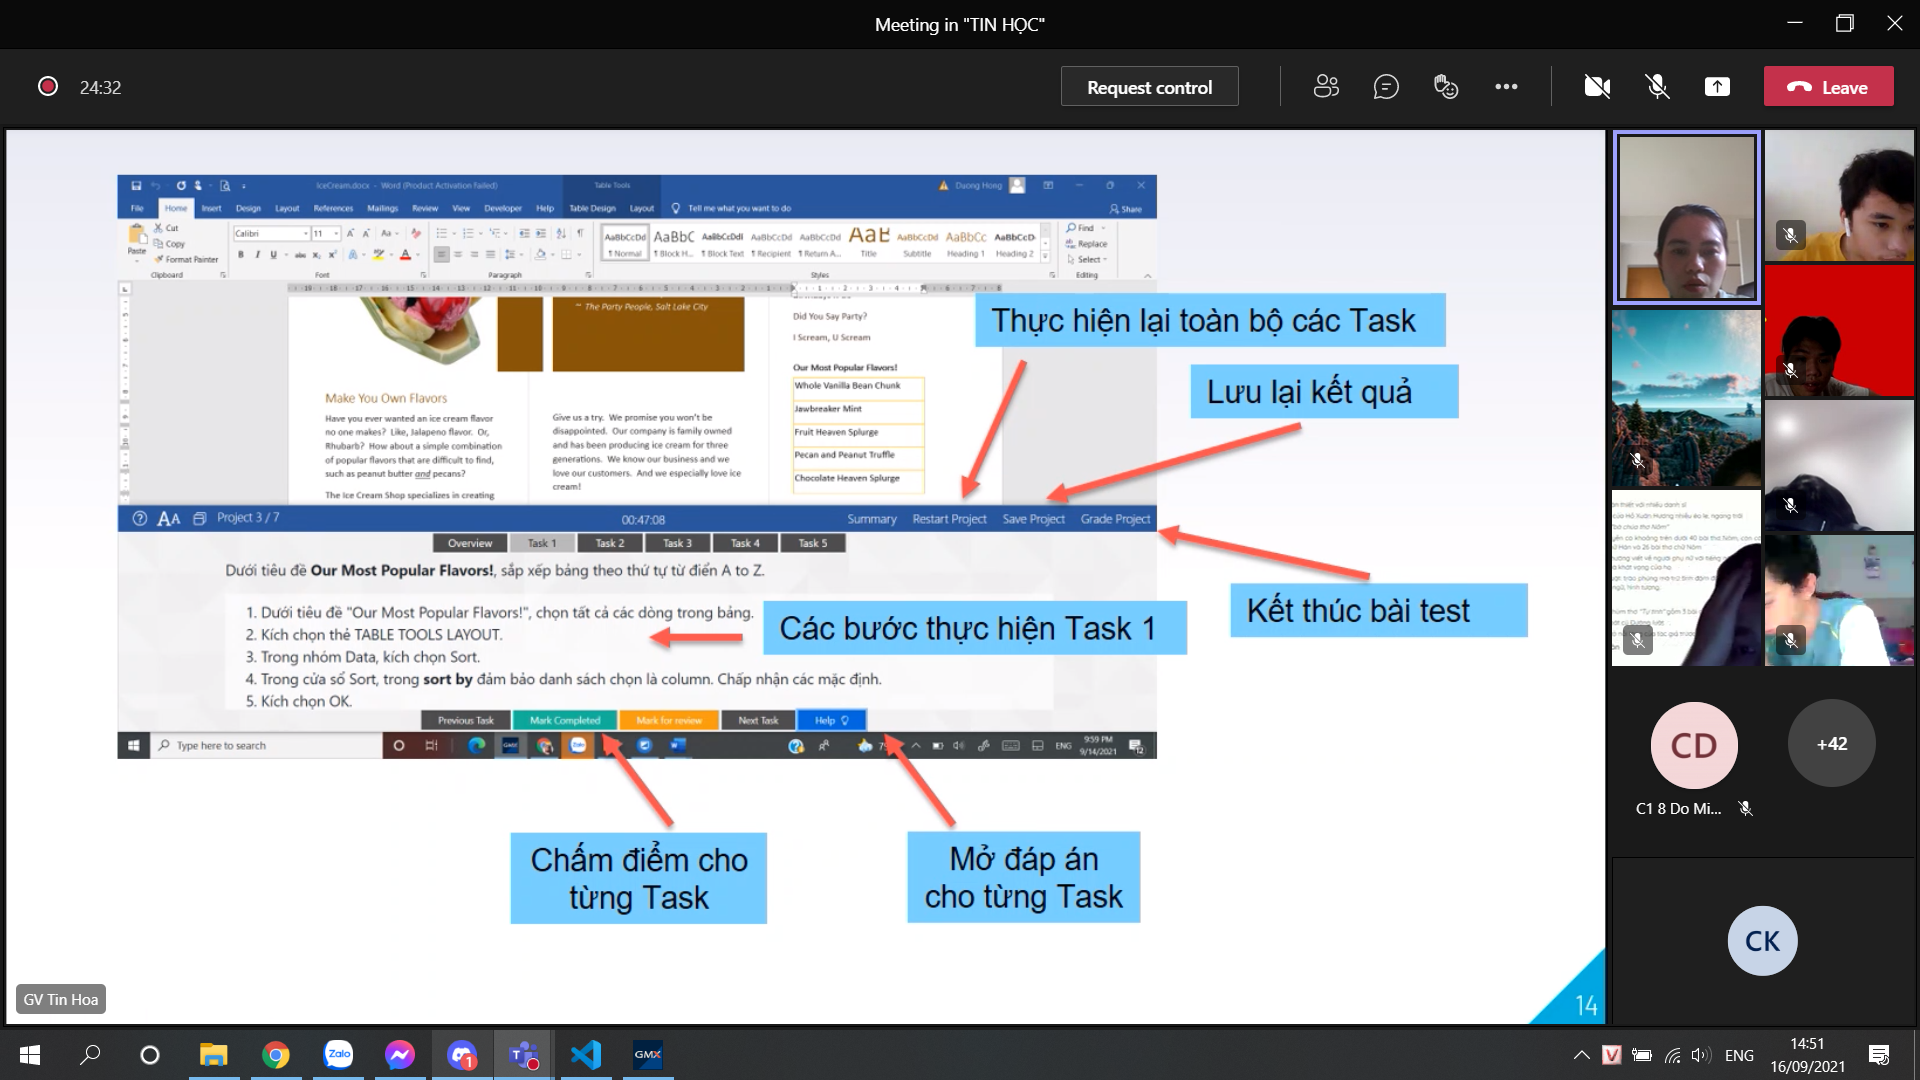 Meeting in "TIN HỌC"
24:32
Request control
Leave
IceCream.docx - Word (Product Activation Failed)
Table Tools
Duong Hong
File Home Insert Design Layout References Mailings Review View Developer Help Table Design Layout Tell me what you want to do
Share
Paste
Cut
Copy
Format Painter
Clipboard
Calibri 11
Font
Paragraph
AaBbCcDd AaBbC AaBbCcDdI AaBbCcDd AaBbCcDd AaB AaBbCcDd AaBbCc AaBbCcD
¶ Normal ¶ Block H... ¶ Block Text ¶ Recipient ¶ Return A... Title Subtitle Heading 1 Heading 2
Styles
Find
Replace
Select
Editing
~ The Party People, Salt Lake City
Did You Say Party?
I Scream, U Scream
Our Most Popular Flavors!
Whole Vanilla Bean Chunk
Jawbreaker Mint
Fruit Heaven Splurge
Pecan and Peanut Truffle
Chocolate Heaven Splurge
Make You Own Flavors
Have you ever wanted an ice cream flavor
no one makes? Like, Jalapeno flavor. Or,
Rhubarb? How about a simple combination
of popular flavors that are difficult to find,
such as peanut butter and pecans?
The Ice Cream Shop specializes in creating
Give us a try. We promise you won't be
disappointed. Our company is family owned
and has been producing ice cream for three
generations. We know our business and we
love our customers. And we especially love ice
cream!
Thực hiện lại toàn bộ các Task
Lưu lại kết quả
Project 3 / 7
00:47:08
Summary Restart Project Save Project Grade Project
Overview Task 1 Task 2 Task 3 Task 4 Task 5
Dưới tiêu đề Our Most Popular Flavors!, sắp xếp bảng theo thứ tự từ điển A to Z.
1. Dưới tiêu đề "Our Most Popular Flavors!", chọn tất cả các dòng trong bảng.
2. Kích chọn thẻ TABLE TOOLS LAYOUT.
3. Trong nhóm Data, kích chọn Sort.
4. Trong cửa sổ Sort, trong sort by đảm bảo danh sách chọn là column. Chấp nhận các mặc định.
5. Kích chọn OK.
Các bước thực hiện Task 1
Kết thúc bài test
Previous Task Mark Completed Mark for review Next Task Help
Type here to search
ENG
9:59 PM
9/14/2021
Chấm điểm cho
từng Task
Mở đáp án
cho từng Task
14
GV Tin Hoa
CD
C1 8 Do Mi...
+42
CK
Zalo
GMX
ENG
14:51
16/09/2021